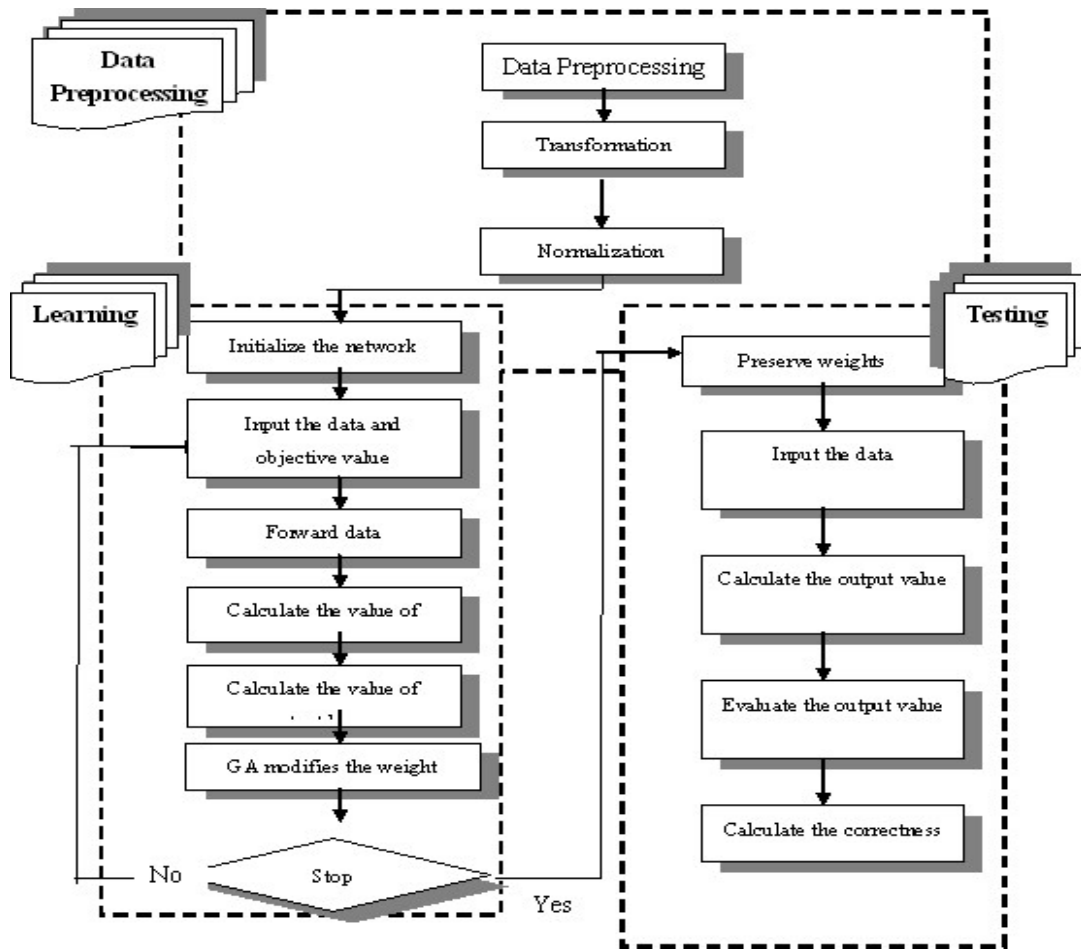 Data
Preprocessing
Data Preprocessing
Transformation
Normalization
Learning
Initialize the network
Input the data and
objective value
Forward data
Calculate the value of
Calculate the value of
GA modifies the weight
Stop
No
Yes
Testing
Preserve weights
Input the data
Calculate the output value
Evaluate the output value
Calculate the correctness